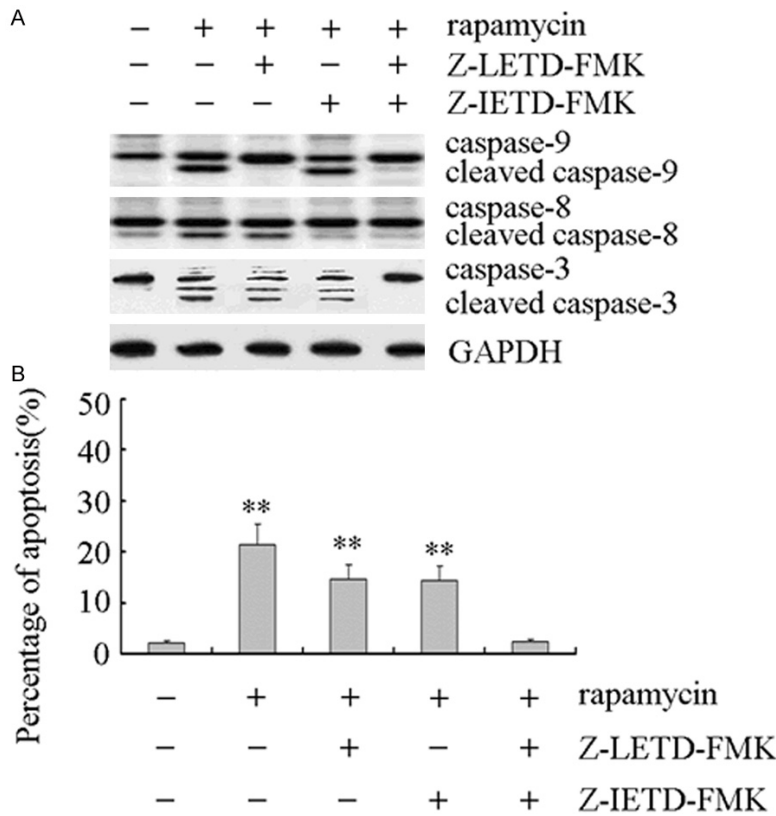 A
− + + + + rapamycin
− − + − + Z-LETD-FMK
− − − + + Z-IETD-FMK
caspase-9
cleaved caspase-9
caspase-8
cleaved caspase-8
caspase-3
cleaved caspase-3
GAPDH
B
Percentage of apoptosis(%)
50
40
30
20
10
0
** ** **
− + + + + rapamycin
− − + − + Z-LETD-FMK
− − − + + Z-IETD-FMK